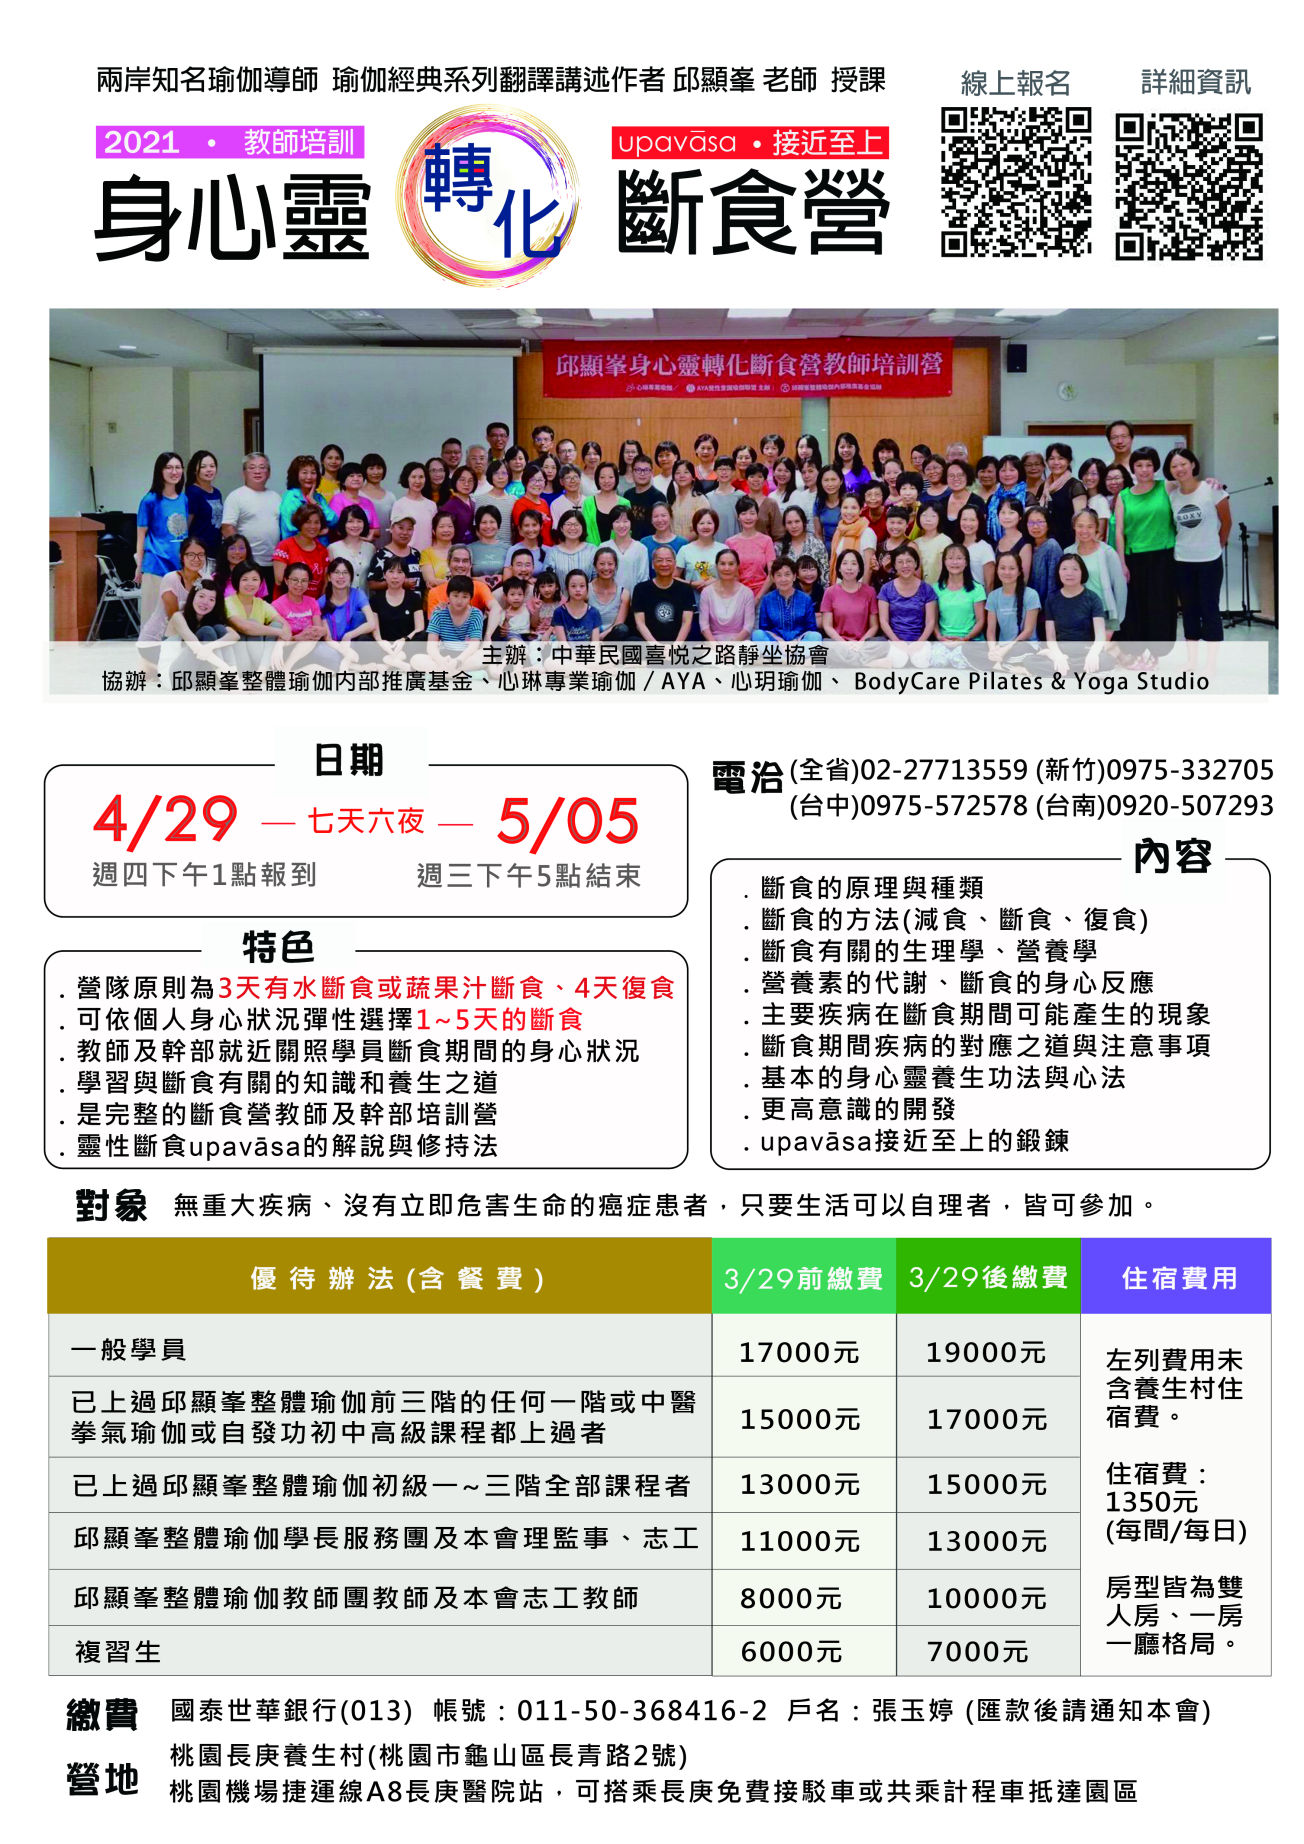 兩岸知名瑜伽導師 瑜伽經典系列翻譯講述作者 邱顯峯 老師 授課
線上報名
詳細資訊
2021 • 教師培訓
身心靈
轉化
upavāsa • 接近至上
斷食營
邱顯峯身心靈轉化斷食營教師培訓營
主辦：中華民國喜悅之路靜坐協會
協辦：邱顯峯整體瑜伽内部推廣基金、心琳專業瑜伽 / AYA、心玥瑜伽、 BodyCare Pilates & Yoga Studio
日期
4/29 — 七天六夜 — 5/05
週四下午1點報到
週三下午5點結束
電洽 (全省)02-27713559 (新竹)0975-332705
(台中)0975-572578 (台南)0920-507293
特色
. 營隊原則為3天有水斷食或蔬果汁斷食、4天復食
. 可依個人身心狀況彈性選擇1~5天的斷食
. 教師及幹部就近關照學員斷食期間的身心狀況
. 學習與斷食有關的知識和養生之道
. 是完整的斷食營教師及幹部培訓營
. 靈性斷食upavāsa的解說與修持法
內容
. 斷食的原理與種類
. 斷食的方法(減食、斷食、復食)
. 斷食有關的生理學、營養學
. 營養素的代謝、斷食的身心反應
. 主要疾病在斷食期間可能產生的現象
. 斷食期間疾病的對應之道與注意事項
. 基本的身心靈養生功法與心法
. 更高意識的開發
. upavāsa接近至上的鍛鍊
對象 無重大疾病、沒有立即危害生命的癌症患者，只要生活可以自理者，皆可參加。
優待辦法(含餐費) 3/29前繳費 3/29後繳費 住宿費用
一般學員 17000元 19000元
已上過邱顯峯整體瑜伽前三階的任何一階或中醫
拳氣瑜伽或自發功初中高級課程都上過者 15000元 17000元
已上過邱顯峯整體瑜伽初級一~三階全部課程者 13000元 15000元
邱顯峯整體瑜伽學長服務團及本會理監事、志工 11000元 13000元
邱顯峯整體瑜伽教師團教師及本會志工教師 8000元 10000元
複習生 6000元 7000元
左列費用未
含養生村住
宿費。
住宿費：
1350元
(每間/每日)
房型皆為雙
人房、一房
一廳格局。
繳費 國泰世華銀行(013) 帳號：011-50-368416-2 戶名：張玉婷 (匯款後請通知本會)
營地 桃園長庚養生村(桃園市龜山區長青路2號)
桃園機場捷運線A8長庚醫院站，可搭乘長庚免費接駁車或共乘計程車抵達園區